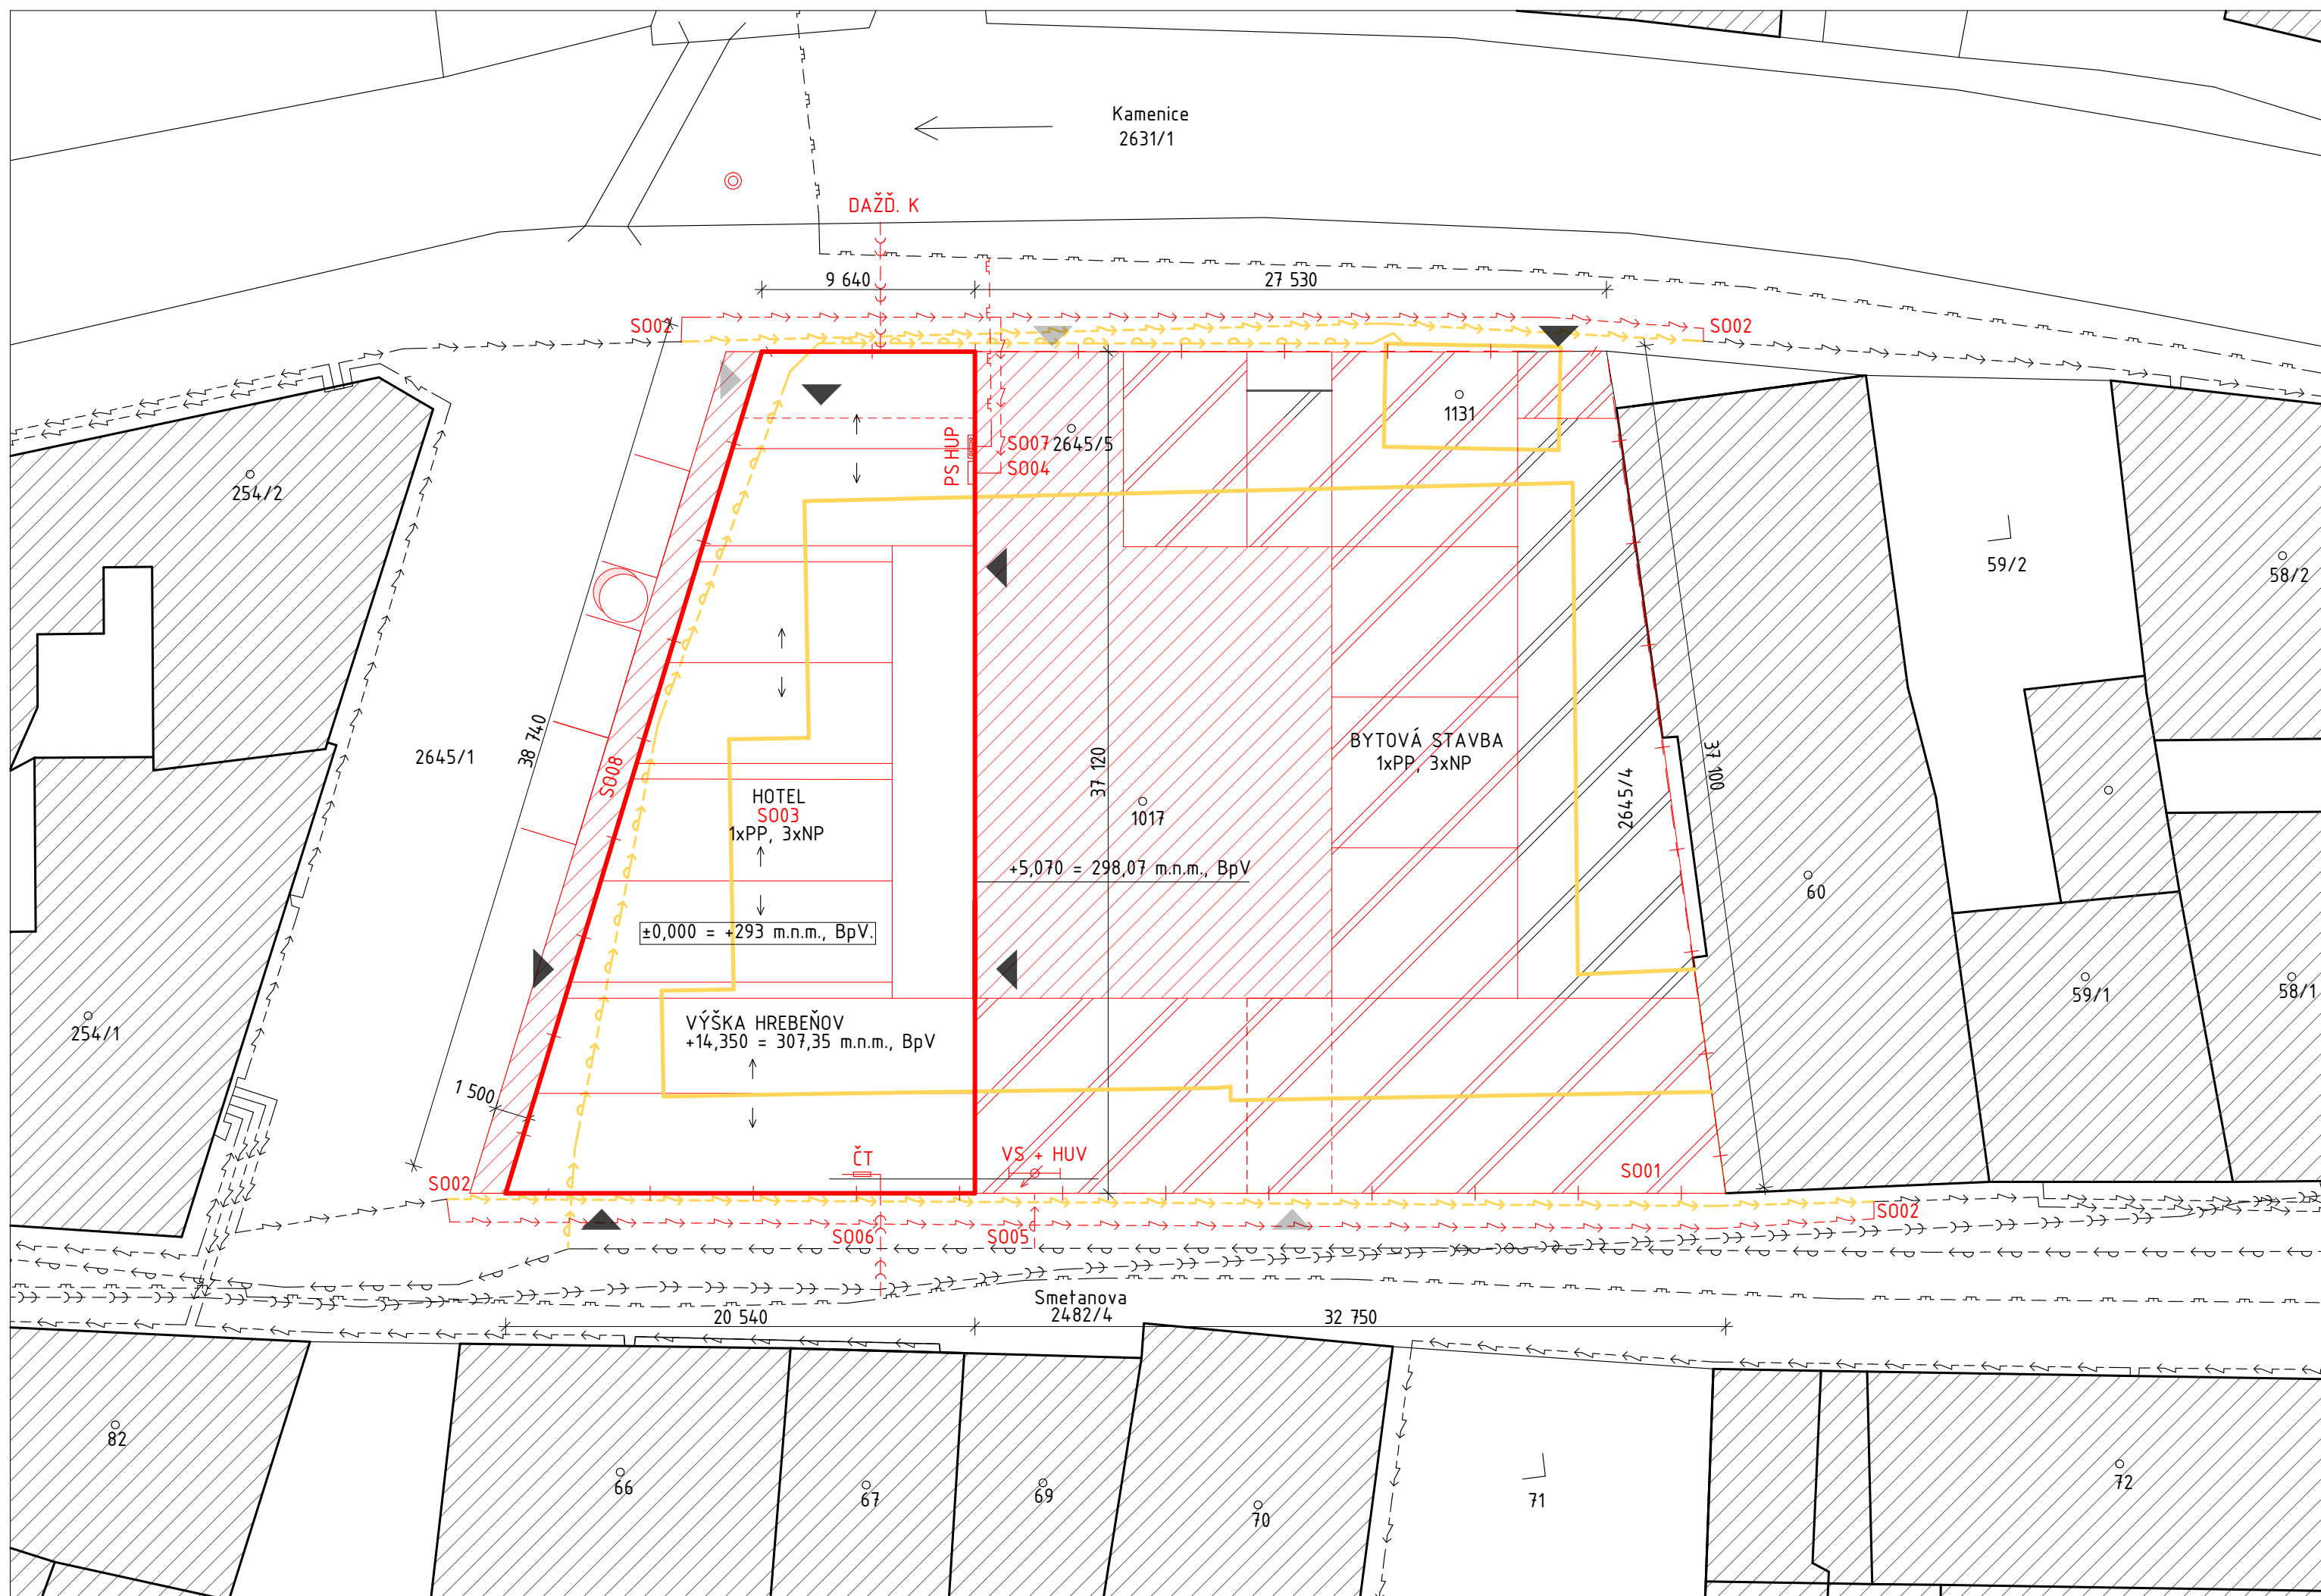 Kamenice
2631/1
DAŽĎ. K
9 640
27 530
SO02
SO02
1131
PS HUP
SO07
2645/5
SO04
254/2
59/2
58/2
38 740
2645/1
SO08
37 120
BYTOVÁ STAVBA
1xPP, 3xNP
37 100
2645/4
HOTEL
SO03
1xPP, 3xNP
1017
+5,070 = 298,07 m.n.m., BpV
60
±0,000 = +293 m.n.m., BpV.
59/1
58/1
254/1
VÝŠKA HREBEŇOV
+14,350 = 307,35 m.n.m., BpV
1 500
ČT
VS + HUV
SO01
SO02
SO02
SO06
SO05
Smetanova
2482/4
20 540
32 750
82
66
67
69
70
71
72